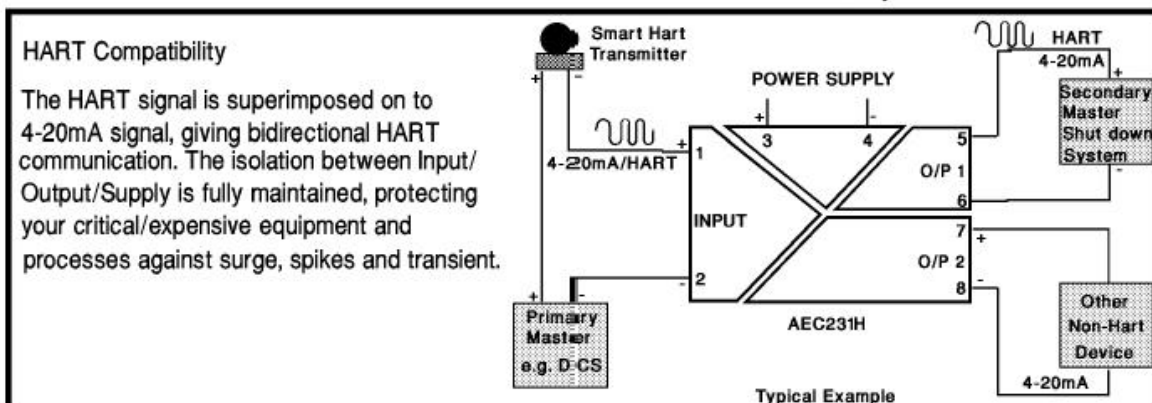 HART Compatibility
The HART signal is superimposed on to
4-20mA signal, giving bidirectional HART
communication. The isolation between Input/
Output/Supply is fully maintained, protecting
your critical/expensive equipment and
processes against surge, spikes and transient.
Smart Hart
Transmitter
+ -
4-20mA/HART
+ 1
INPUT
- 2
+ -
Primary
Master
e.g. DCS
POWER SUPPLY
+ -
3 4
5
O/P 1
6
7 +
O/P 2
8 -
AEC231H
Typical Example
HART
4-20mA
+
Secondary
Master
Shut down
System
-
Other
Non-Hart
Device
4-20mA